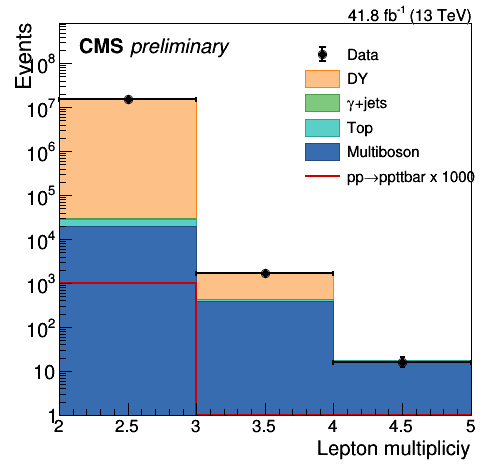 41.8 fb⁻¹ (13 TeV)
Events
CMS preliminary
Data
DY
γ+jets
Top
Multiboson
pp→ppttbar x 1000
10⁸
10⁷
10⁶
10⁵
10⁴
10³
10²
10
1
2 2.5 3 3.5 4 4.5 5
Lepton multipliciy